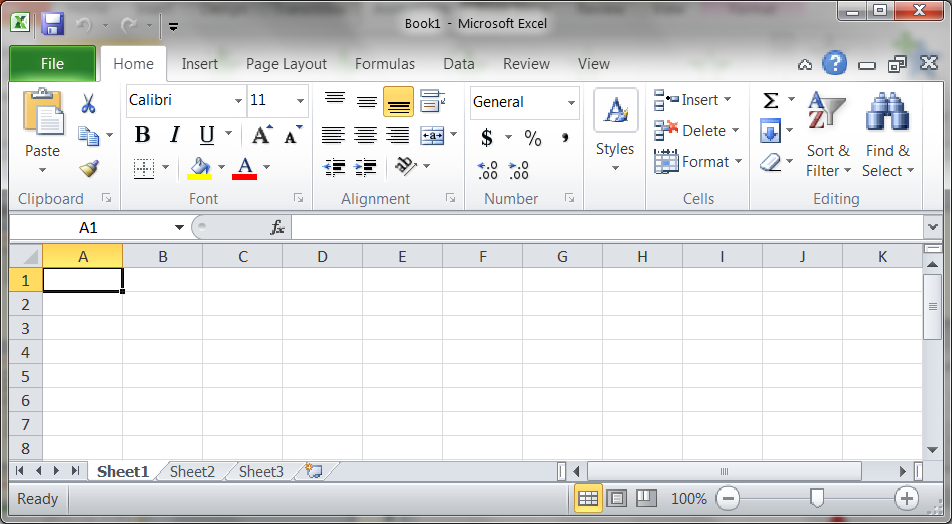 Book1 - Microsoft Excel
File Home Insert Page Layout Formulas Data Review View
Calibri 11 General Insert Σ
B I U A A $ % , Delete
Paste Styles Format Sort & Filter Find & Select
A .00 .0 .0 .00
Clipboard Font Alignment Number Cells Editing
A1 fx
A B C D E F G H I J K
1
2
3
4
5
6
7
8
Sheet1 Sheet2 Sheet3
Ready 100%